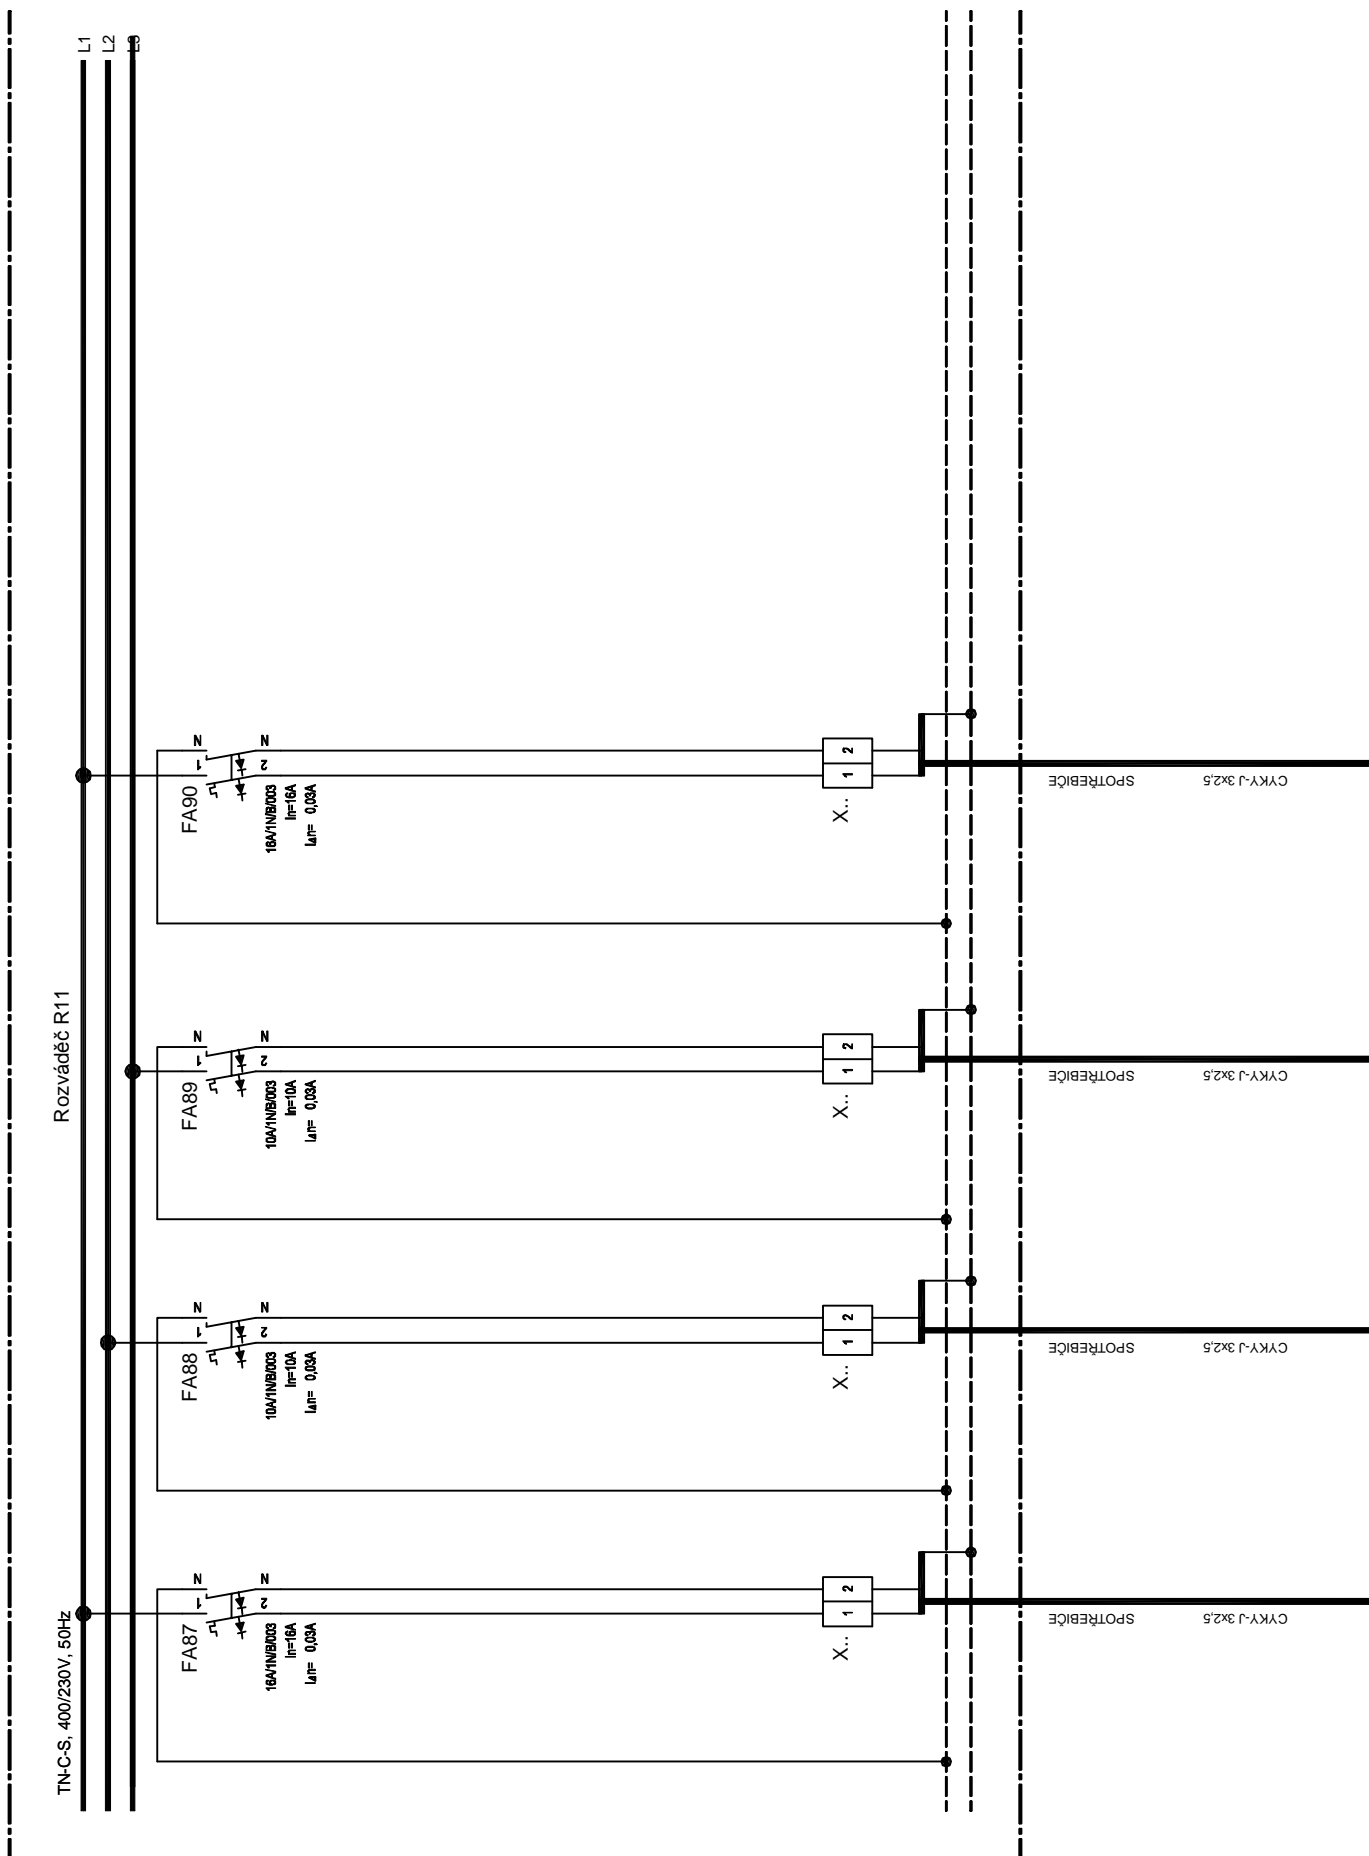 TN-C-S, 400/230V, 50Hz
Rozváděč R11
L1
L2
L3
FA87
1
N
2
N
16A/1N/B/003
In=16A
IΔn= 0,03A
X..
1
2
SPOTŘEBIČE
CYKY-J 3x2,5
FA88
1
N
2
N
10A/1N/B/003
In=10A
IΔn= 0,03A
X..
1
2
SPOTŘEBIČE
CYKY-J 3x2,5
FA89
1
N
2
N
10A/1N/B/003
In=10A
IΔn= 0,03A
X..
1
2
SPOTŘEBIČE
CYKY-J 3x2,5
FA90
1
N
2
N
16A/1N/B/003
In=16A
IΔn= 0,03A
X..
1
2
SPOTŘEBIČE
CYKY-J 3x2,5